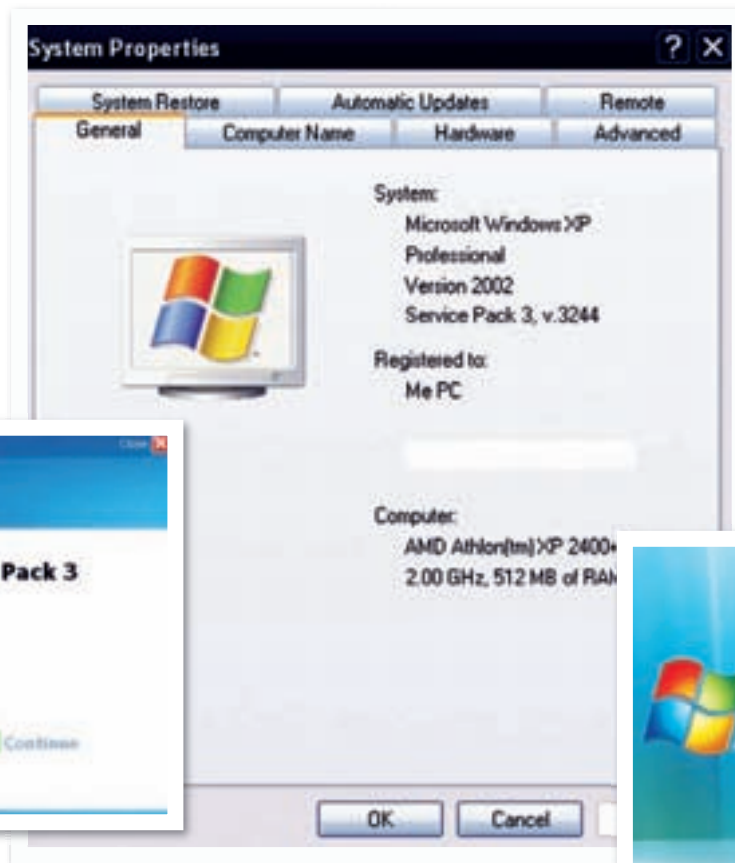 System Properties
System Restore
Automatic Updates
Remote
General
Computer Name
Hardware
Advanced
System:
Microsoft Windows XP
Professional
Version 2002
Service Pack 3, v.3244
Registered to:
Me PC
Computer:
AMD Athlon(tm) XP 2400+
2.00 GHz, 512 MB of RAM
Close
Pack 3
Continue
OK
Cancel